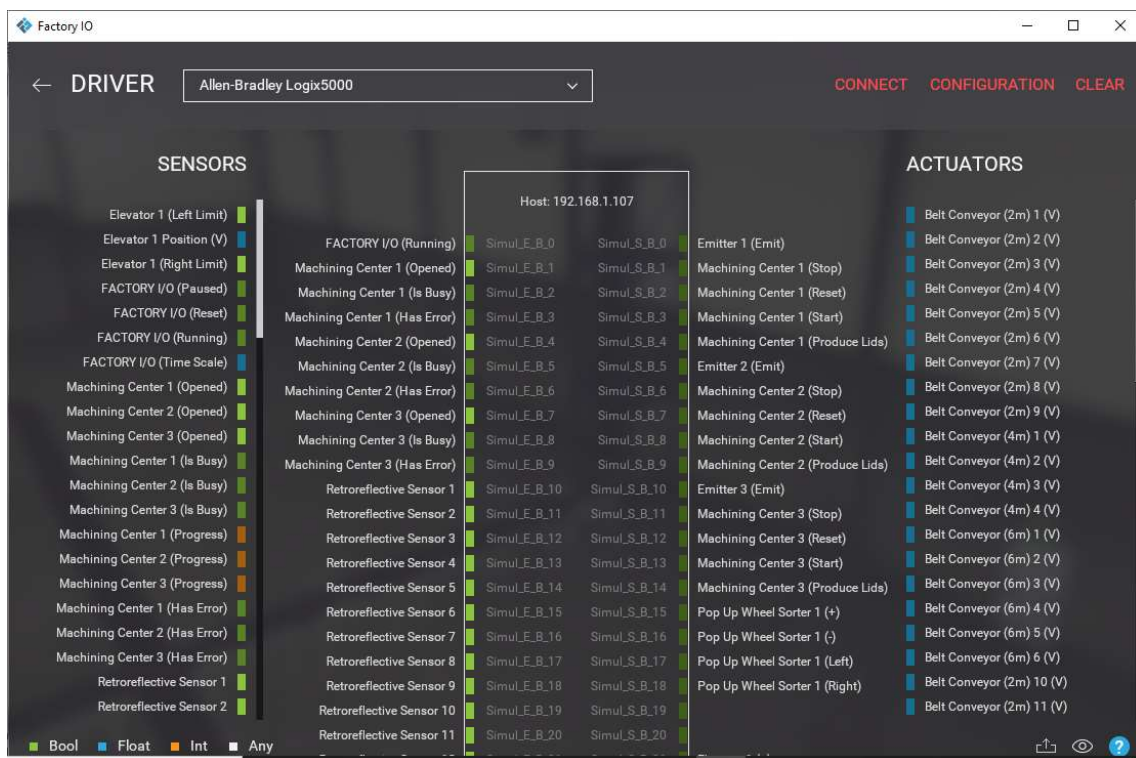 Factory IO
DRIVER
Allen-Bradley Logix5000
CONNECT CONFIGURATION CLEAR
SENSORS
Elevator 1 (Left Limit)
Elevator 1 Position (V)
Elevator 1 (Right Limit)
FACTORY I/O (Paused)
FACTORY I/O (Reset)
FACTORY I/O (Running)
FACTORY I/O (Time Scale)
Machining Center 1 (Opened)
Machining Center 2 (Opened)
Machining Center 3 (Opened)
Machining Center 1 (Is Busy)
Machining Center 2 (Is Busy)
Machining Center 3 (Is Busy)
Machining Center 1 (Progress)
Machining Center 2 (Progress)
Machining Center 3 (Progress)
Machining Center 1 (Has Error)
Machining Center 2 (Has Error)
Machining Center 3 (Has Error)
Retroreflective Sensor 1
Retroreflective Sensor 2
Host: 192.168.1.107
FACTORY I/O (Running) Simul_E_B_0 Simul_S_B_0 Emitter 1 (Emit)
Machining Center 1 (Opened) Simul_E_B_1 Simul_S_B_1 Machining Center 1 (Stop)
Machining Center 1 (Is Busy) Simul_E_B_2 Simul_S_B_2 Machining Center 1 (Reset)
Machining Center 1 (Has Error) Simul_E_B_3 Simul_S_B_3 Machining Center 1 (Start)
Machining Center 2 (Opened) Simul_E_B_4 Simul_S_B_4 Machining Center 1 (Produce Lids)
Machining Center 2 (Is Busy) Simul_E_B_5 Simul_S_B_5 Emitter 2 (Emit)
Machining Center 2 (Has Error) Simul_E_B_6 Simul_S_B_6 Machining Center 2 (Stop)
Machining Center 3 (Opened) Simul_E_B_7 Simul_S_B_7 Machining Center 2 (Reset)
Machining Center 3 (Is Busy) Simul_E_B_8 Simul_S_B_8 Machining Center 2 (Start)
Machining Center 3 (Has Error) Simul_E_B_9 Simul_S_B_9 Machining Center 2 (Produce Lids)
Retroreflective Sensor 1 Simul_E_B_10 Simul_S_B_10 Emitter 3 (Emit)
Retroreflective Sensor 2 Simul_E_B_11 Simul_S_B_11 Machining Center 3 (Stop)
Retroreflective Sensor 3 Simul_E_B_12 Simul_S_B_12 Machining Center 3 (Reset)
Retroreflective Sensor 4 Simul_E_B_13 Simul_S_B_13 Machining Center 3 (Start)
Retroreflective Sensor 5 Simul_E_B_14 Simul_S_B_14 Machining Center 3 (Produce Lids)
Retroreflective Sensor 6 Simul_E_B_15 Simul_S_B_15 Pop Up Wheel Sorter 1 (+)
Retroreflective Sensor 7 Simul_E_B_16 Simul_S_B_16 Pop Up Wheel Sorter 1 (-)
Retroreflective Sensor 8 Simul_E_B_17 Simul_S_B_17 Pop Up Wheel Sorter 1 (Left)
Retroreflective Sensor 9 Simul_E_B_18 Simul_S_B_18 Pop Up Wheel Sorter 1 (Right)
Retroreflective Sensor 10 Simul_E_B_19 Simul_S_B_19
Retroreflective Sensor 11 Simul_E_B_20 Simul_S_B_20
ACTUATORS
Belt Conveyor (2m) 1 (V)
Belt Conveyor (2m) 2 (V)
Belt Conveyor (2m) 3 (V)
Belt Conveyor (2m) 4 (V)
Belt Conveyor (2m) 5 (V)
Belt Conveyor (2m) 6 (V)
Belt Conveyor (2m) 7 (V)
Belt Conveyor (2m) 8 (V)
Belt Conveyor (2m) 9 (V)
Belt Conveyor (4m) 1 (V)
Belt Conveyor (4m) 2 (V)
Belt Conveyor (4m) 3 (V)
Belt Conveyor (4m) 4 (V)
Belt Conveyor (6m) 1 (V)
Belt Conveyor (6m) 2 (V)
Belt Conveyor (6m) 3 (V)
Belt Conveyor (6m) 4 (V)
Belt Conveyor (6m) 5 (V)
Belt Conveyor (6m) 6 (V)
Belt Conveyor (2m) 10 (V)
Belt Conveyor (2m) 11 (V)
Bool Float Int Any
?